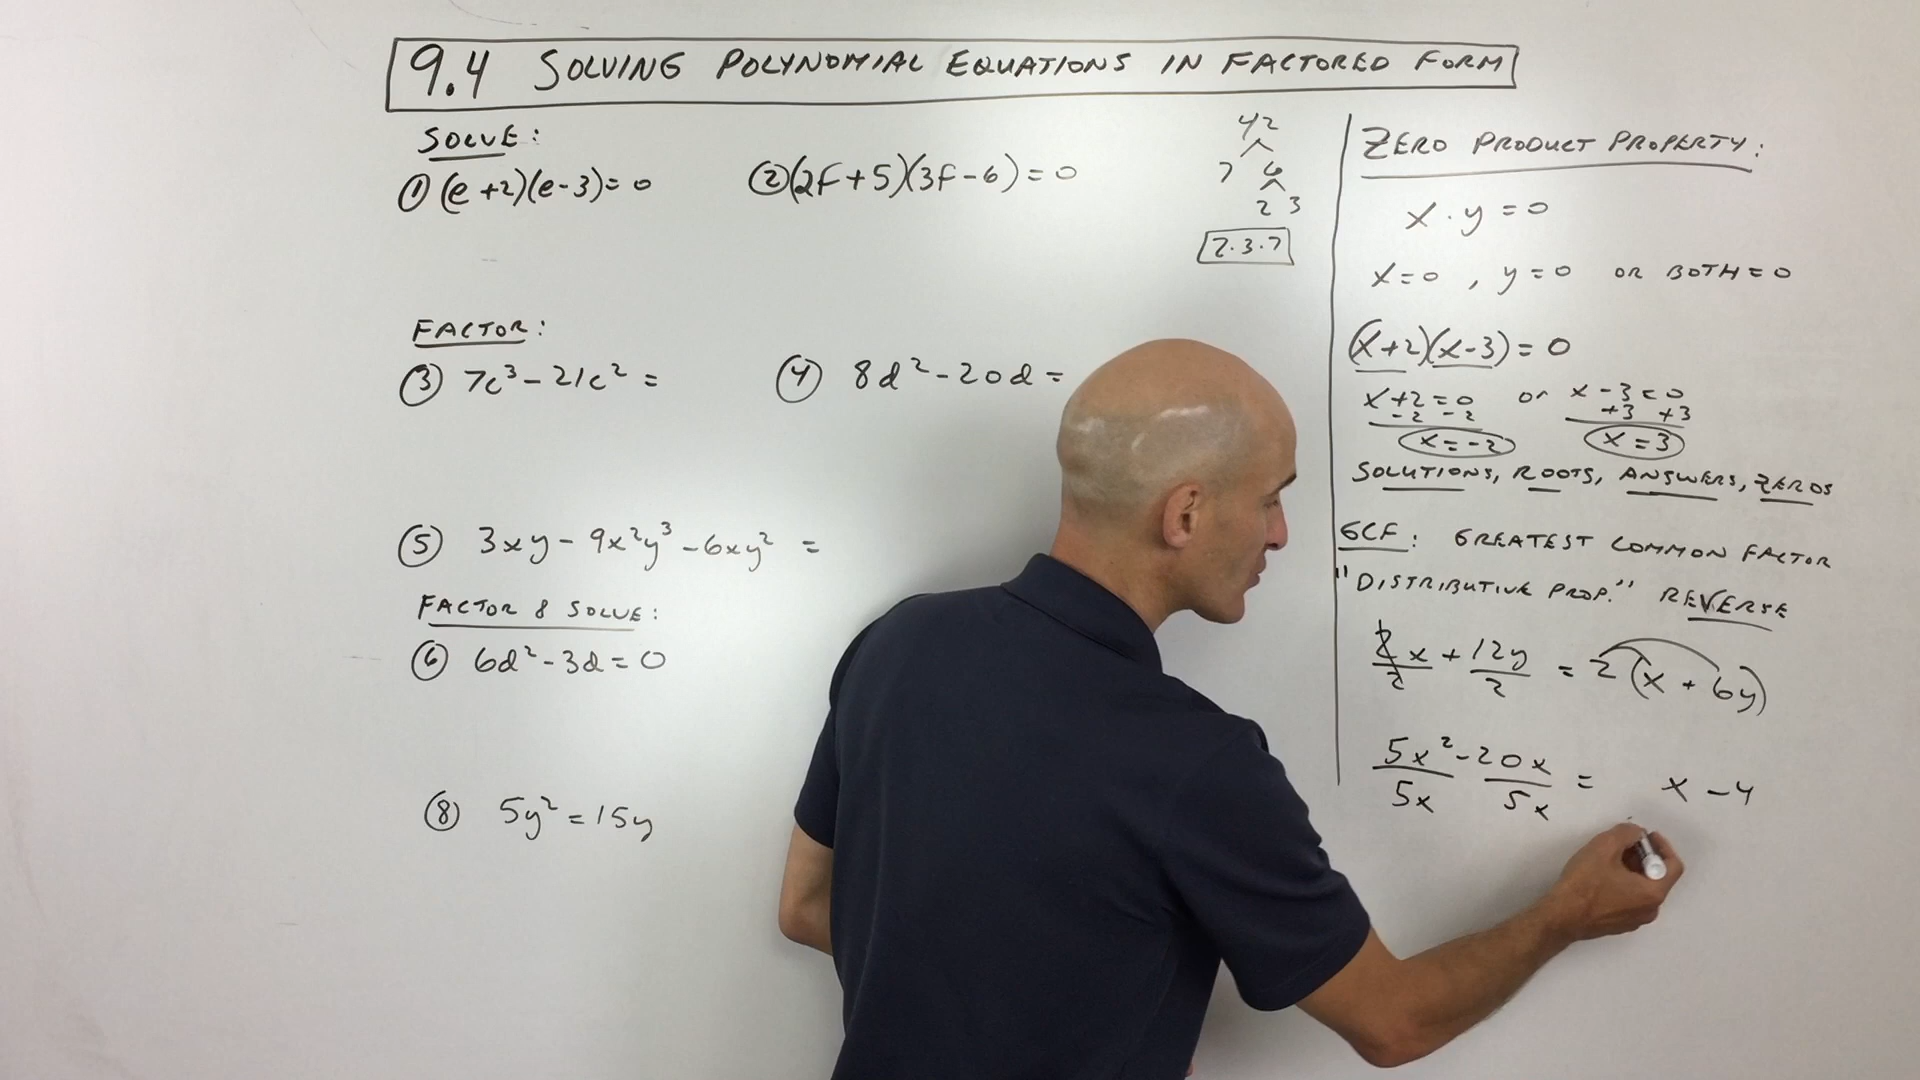 9.4 SOLVING POLYNOMIAL EQUATIONS IN FACTORED FORM
SOLVE:
① (e+2)(e-3)=0
② (2f+5)(3f-6)=0
42
7 6
2 3
2·3·7
FACTOR:
③ 7c³-21c² =
④ 8d²-20d=
⑤ 3xy-9x²y³-6xy² =
FACTOR & SOLVE:
⑥ 6d²-3d=0
⑧ 5y²=15y
ZERO PRODUCT PROPERTY:
x·y=0
x=0, y=0 OR BOTH=0
(x+2)(x-3)=0
x+2=0 or x-3=0
-2 -2 +3 +3
x=-2 x=3
SOLUTIONS, ROOTS, ANSWERS, ZEROS
GCF: GREATEST COMMON FACTOR
"DISTRIBUTIVE PROP." REVERSE
2x + 12y = 2(x+6y)
2 2
5x²-20x = x-4
5x 5x